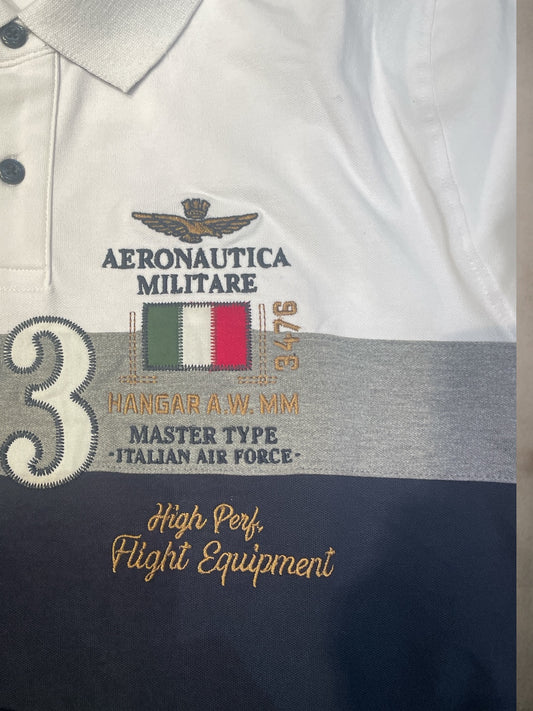 AERONAUTICA
MILITARE
3476
3
HANGAR A.W. MM
MASTER TYPE
-ITALIAN AIR FORCE-
High Perf.
Flight Equipment